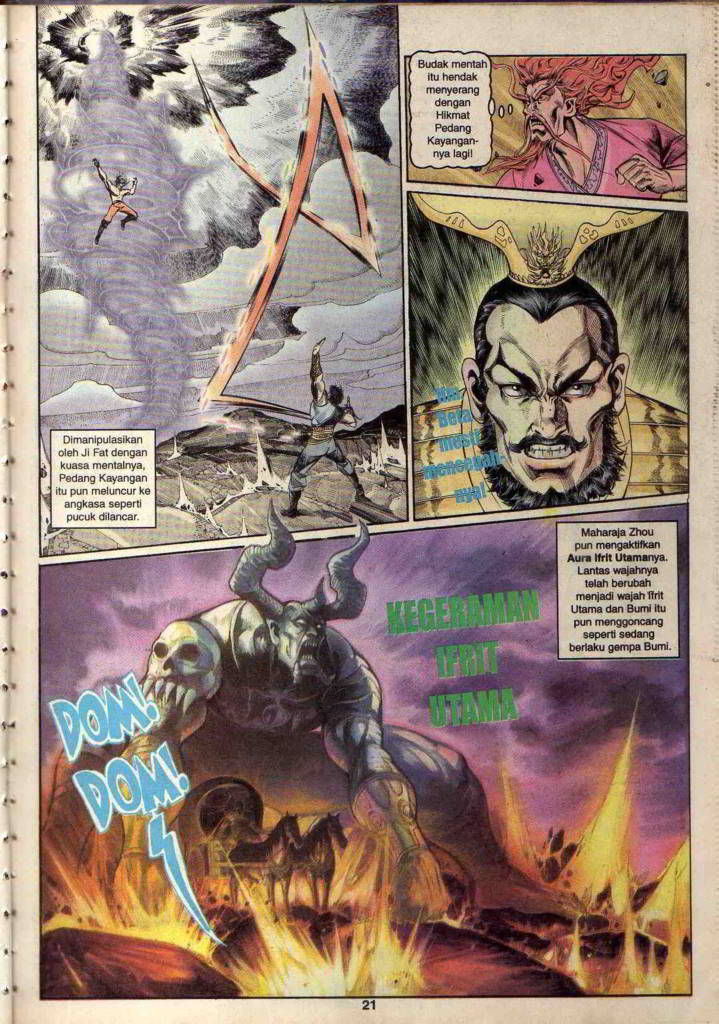 Dimanipulasikan
oleh Ji Fat dengan
kuasa mentalnya,
Pedang Kayangan
itu pun meluncur ke
angkasa seperti
pucuk dilancar.
Budak mentah
itu hendak
menyerang
dengan
Hikmat
Pedang
Kayangan-
nya lagi!
Beta
mesti
mencegah-
nya!
Maharaja Zhou
pun mengaktifkan
Aura Ifrit Utamanya.
Lantas wajahnya
telah berubah
menjadi wajah Ifrit
Utama dan Bumi itu
pun menggoncang
seperti sedang
berlaku gempa Bumi.
KEGERAMAN
IFRIT
UTAMA
DOM!
DOM!
21